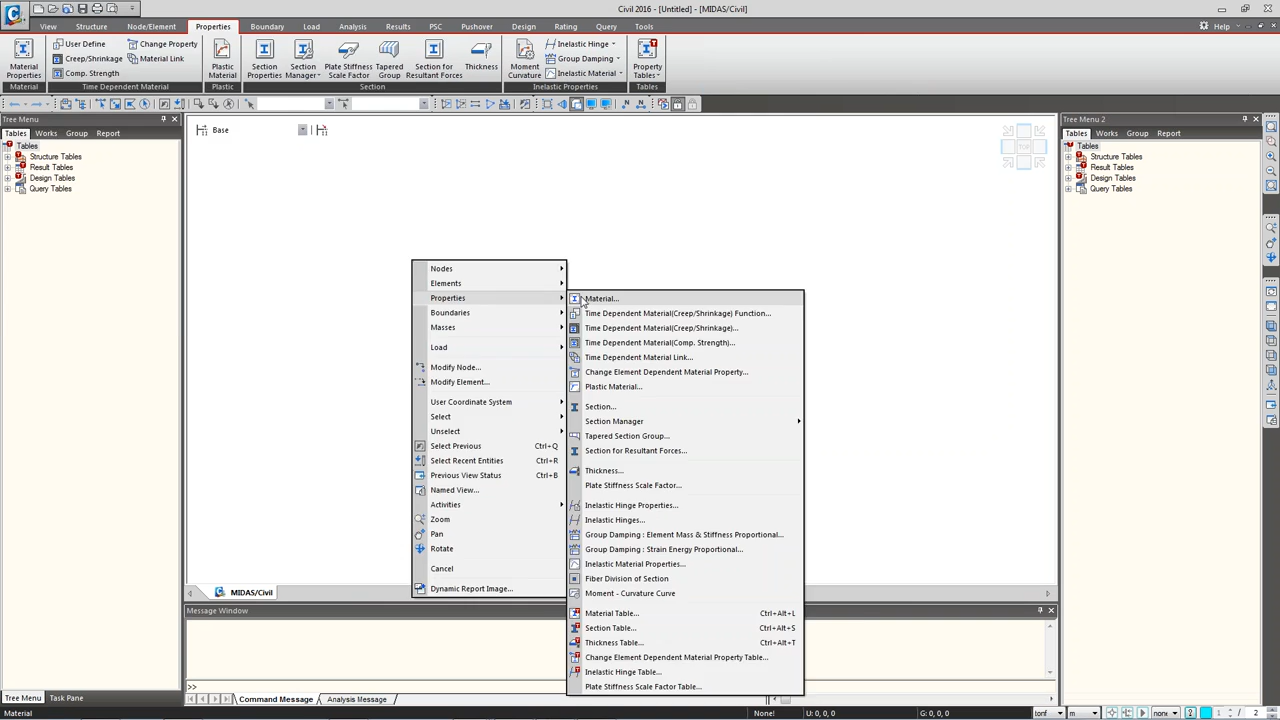 Civil 2016 - [Untitled] - [MIDAS/Civil]
View Structure Node/Element Properties Boundary Load Analysis Results PSC Pushover Design Rating Query Tools Help
Material Properties
User Define
Creep/Shrinkage
Comp. Strength
Change Property
Material Link
Plastic Material
Section Properties
Section Manager
Plate Stiffness Scale Factor
Tapered Group
Section for Resultant Forces
Thickness
Moment Curvature
Inelastic Hinge
Group Damping
Inelastic Material
Property Tables
Material Time Dependent Material Plastic Section Inelastic Properties Tables
Tree Menu
Tables Works Group Report
Tables
Structure Tables
Result Tables
Design Tables
Query Tables
Base
TOP
Nodes
Elements
Properties
Boundaries
Masses
Load
Modify Node...
Modify Element...
User Coordinate System
Select
Unselect
Select Previous Ctrl+Q
Select Recent Entities Ctrl+R
Previous View Status Ctrl+B
Named View...
Activities
Zoom
Pan
Rotate
Cancel
Dynamic Report Image...
Material...
Time Dependent Material(Creep/Shrinkage) Function...
Time Dependent Material(Creep/Shrinkage)...
Time Dependent Material(Comp. Strength)...
Time Dependent Material Link...
Change Element Dependent Material Property...
Plastic Material...
Section...
Section Manager
Tapered Section Group...
Section for Resultant Forces...
Thickness...
Plate Stiffness Scale Factor...
Inelastic Hinge Properties...
Inelastic Hinges...
Group Damping : Element Mass & Stiffness Proportional...
Group Damping : Strain Energy Proportional...
Inelastic Material Properties...
Fiber Division of Section
Moment - Curvature Curve
Material Table... Ctrl+Alt+L
Section Table... Ctrl+Alt+S
Thickness Table... Ctrl+Alt+T
Change Element Dependent Material Property Table...
Inelastic Hinge Table...
Plate Stiffness Scale Factor Table...
Tree Menu 2
Tables Works Group Report
Tables
Structure Tables
Result Tables
Design Tables
Query Tables
MIDAS/Civil
Message Window
>>
Tree Menu Task Pane
Command Message Analysis Message
Material None! U: 0, 0, 0 G: 0, 0, 0 tonf m none 1 / 2